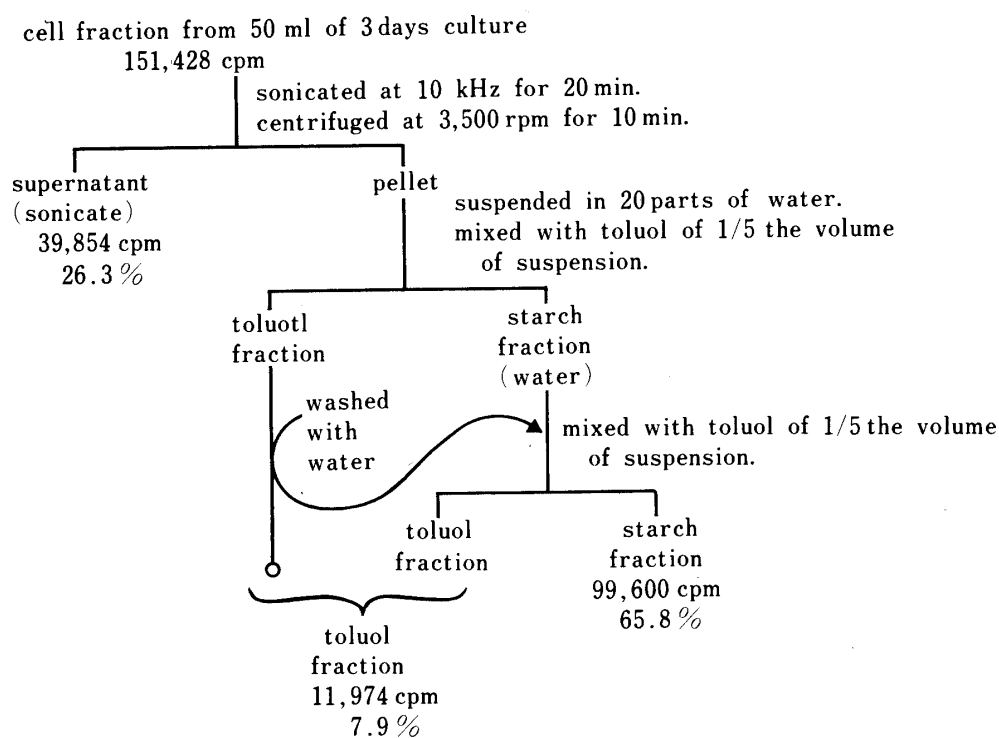 cell fraction from 50 ml of 3 days culture
151,428 cpm
sonicated at 10 kHz for 20 min.
centrifuged at 3,500 rpm for 10 min.
supernatant
(sonicate)
39,854 cpm
26.3%
pellet
suspended in 20 parts of water.
mixed with toluol of 1/5 the volume
of suspension.
toluotl
fraction
starch
fraction
(water)
washed
with
water
mixed with toluol of 1/5 the volume
of suspension.
toluol
fraction
starch
fraction
99,600 cpm
65.8%
toluol
fraction
11,974 cpm
7.9%